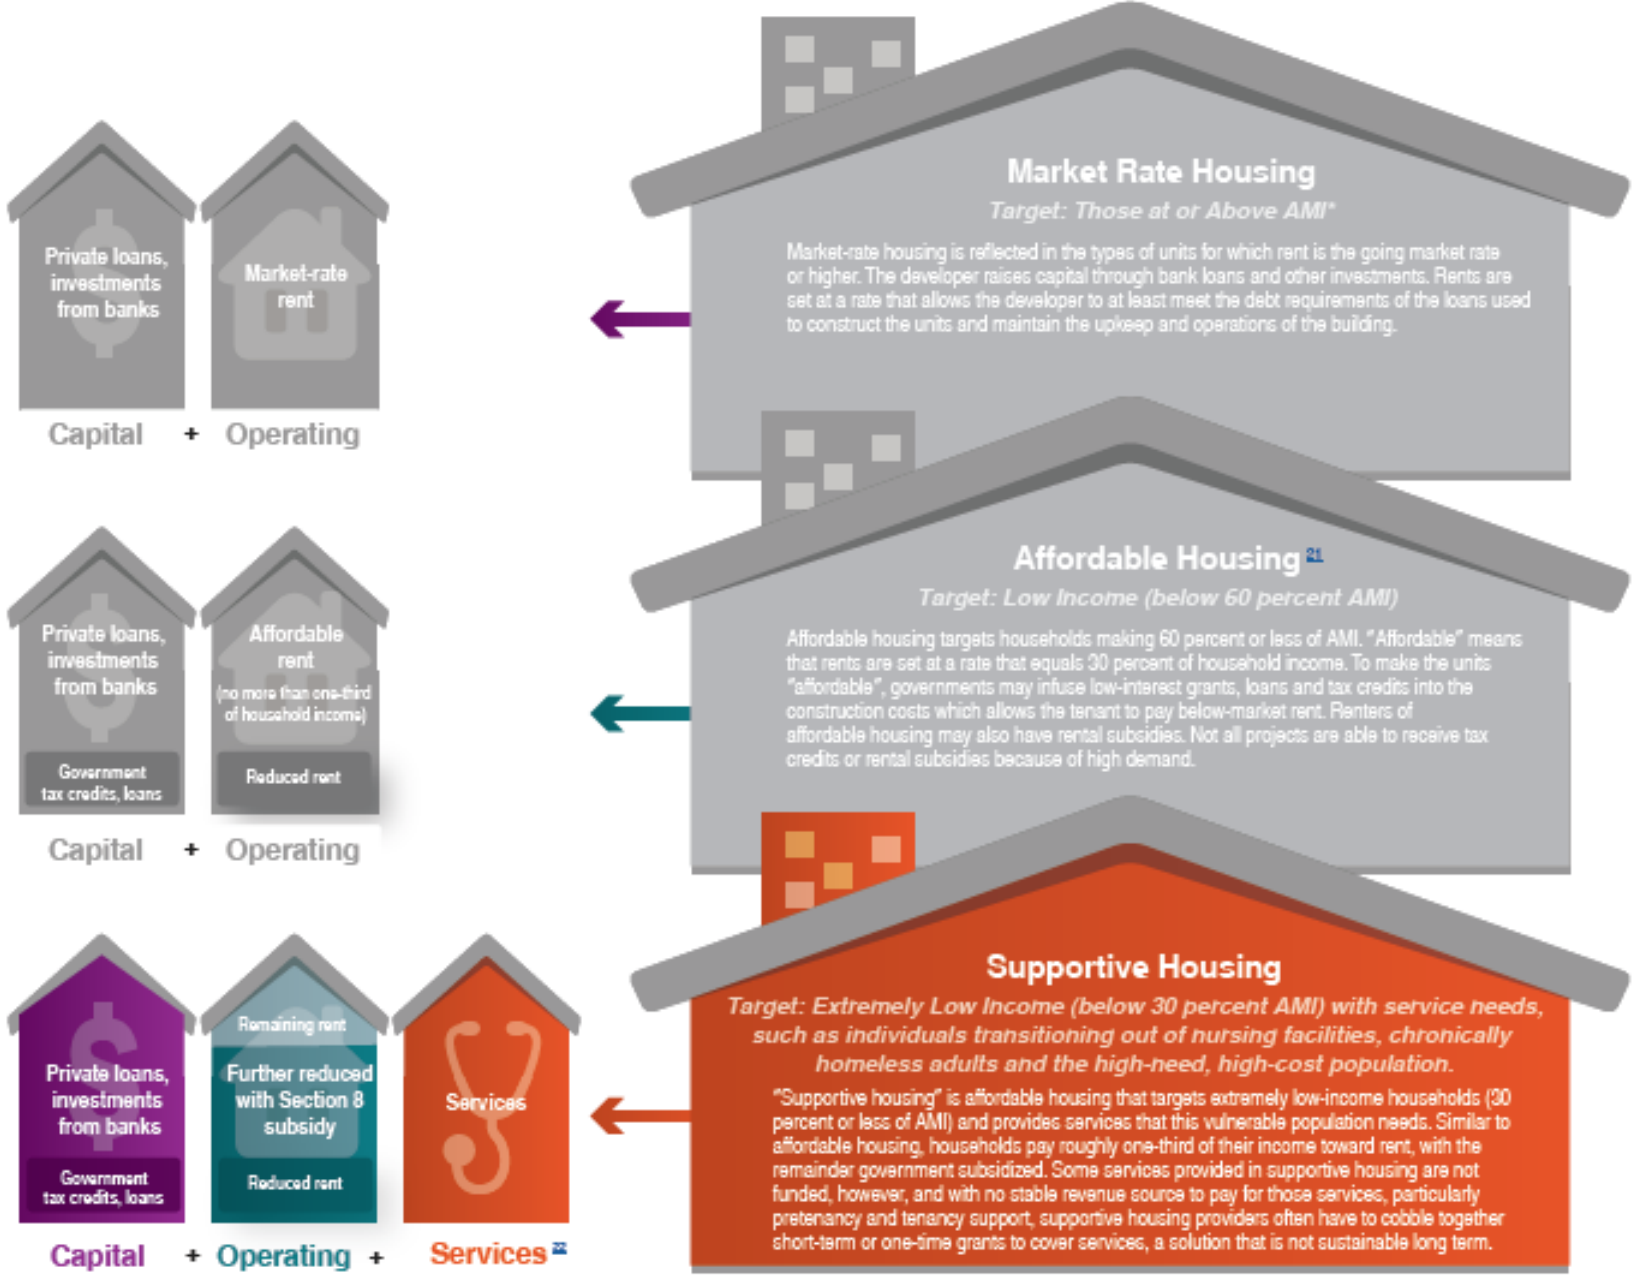 Market Rate Housing
Target: Those at or Above AMI*
Market-rate housing is reflected in the types of units for which rent is the going market rate
or higher. The developer raises capital through bank loans and other investments. Rents are
set at a rate that allows the developer to at least meet the debt requirements of the loans used
to construct the units and maintain the upkeep and operations of the building.
Private loans,
investments
from banks
Market-rate
rent
Capital + Operating
Affordable Housing 21
Target: Low Income (below 60 percent AMI)
Affordable housing targets households making 60 percent or less of AMI. "Affordable" means
that rents are set at a rate that equals 30 percent of household income. To make the units
"affordable", governments may infuse low-interest grants, loans and tax credits into the
construction costs which allows the tenant to pay below-market rent. Renters of
affordable housing may also have rental subsidies. Not all projects are able to receive tax
credits or rental subsidies because of high demand.
Private loans,
investments
from banks
Government
tax credits, loans
Affordable
rent
(no more than one-third
of household income)
Reduced rent
Capital + Operating
Supportive Housing
Target: Extremely Low Income (below 30 percent AMI) with service needs,
such as individuals transitioning out of nursing facilities, chronically
homeless adults and the high-need, high-cost population.
"Supportive housing" is affordable housing that targets extremely low-income households (30
percent or less of AMI) and provides services that this vulnerable population needs. Similar to
affordable housing, households pay roughly one-third of their income toward rent, with the
remainder government subsidized. Some services provided in supportive housing are not
funded, however, and with no stable revenue source to pay for those services, particularly
pretenancy and tenancy support, supportive housing providers often have to cobble together
short-term or one-time grants to cover services, a solution that is not sustainable long term.
Private loans,
investments
from banks
Government
tax credits, loans
Remaining rent
Further reduced
with Section 8
subsidy
Reduced rent
Services
Capital + Operating + Services 22